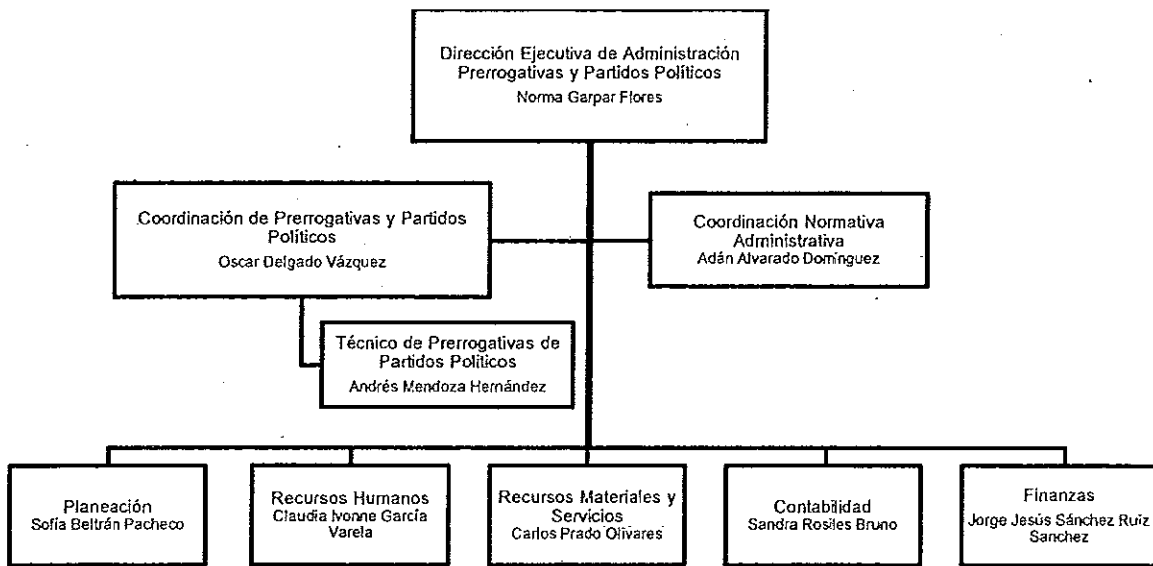 Dirección Ejecutiva de Administración
Prerrogativas y Partidos Políticos
Norma Garpar Flores
Coordinación de Prerrogativas y Partidos
Políticos
Oscar Delgado Vázquez
Coordinación Normativa
Administrativa
Adán Alvarado Domínguez
Técnico de Prerrogativas de
Partidos Políticos
Andrés Mendoza Hernández
Planeación
Sofía Beltrán Pacheco
Recursos Humanos
Claudia Ivonne García
Varela
Recursos Materiales y
Servicios
Carlos Prado Olivares
Contabilidad
Sandra Rosiles Bruno
Finanzas
Jorge Jesús Sánchez Ruiz
Sanchez